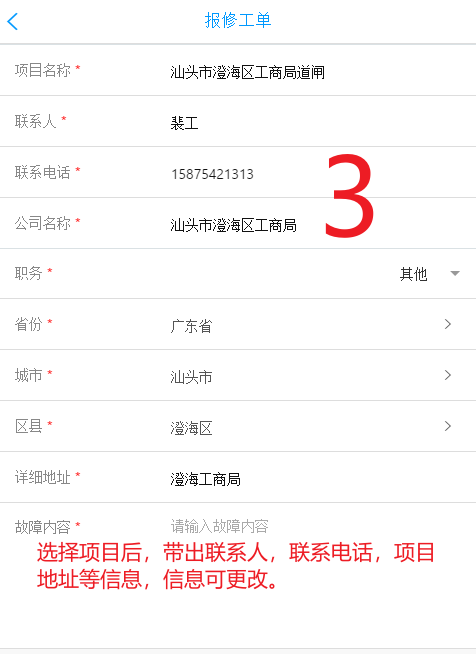 报修工单
项目名称 * 汕头市澄海区工商局道闸
联系人 * 裴工
联系电话 * 15875421313
3
公司名称 * 汕头市澄海区工商局
职务 * 其他
省份 * 广东省
城市 * 汕头市
区县 * 澄海区
详细地址 * 澄海工商局
故障内容 * 请输入故障内容
选择项目后，带出联系人，联系电话，项目
地址等信息，信息可更改。